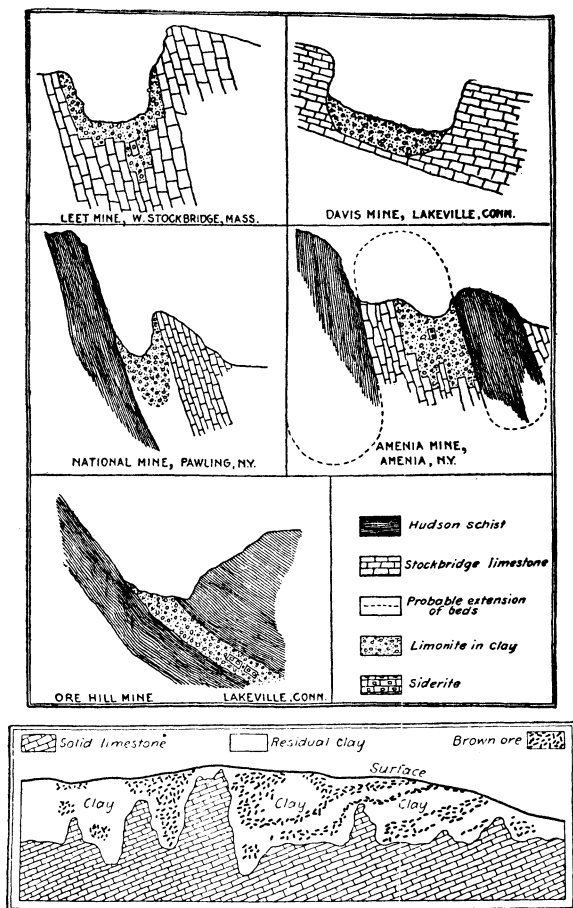 LEET MINE, W. STOCKBRIDGE, MASS.
DAVIS MINE, LAKEVILLE, CONN.
NATIONAL MINE, PAWLING, N.Y.
AMENIA MINE,
AMENIA, N.Y.
ORE HILL MINE LAKEVILLE, CONN.
Hudson schist
Stockbridge limestone
Probable extension
of beds
Limonite in Clay
Siderite
Solid limestone Residual clay Brown ore
Surface
Clay Clay Clay